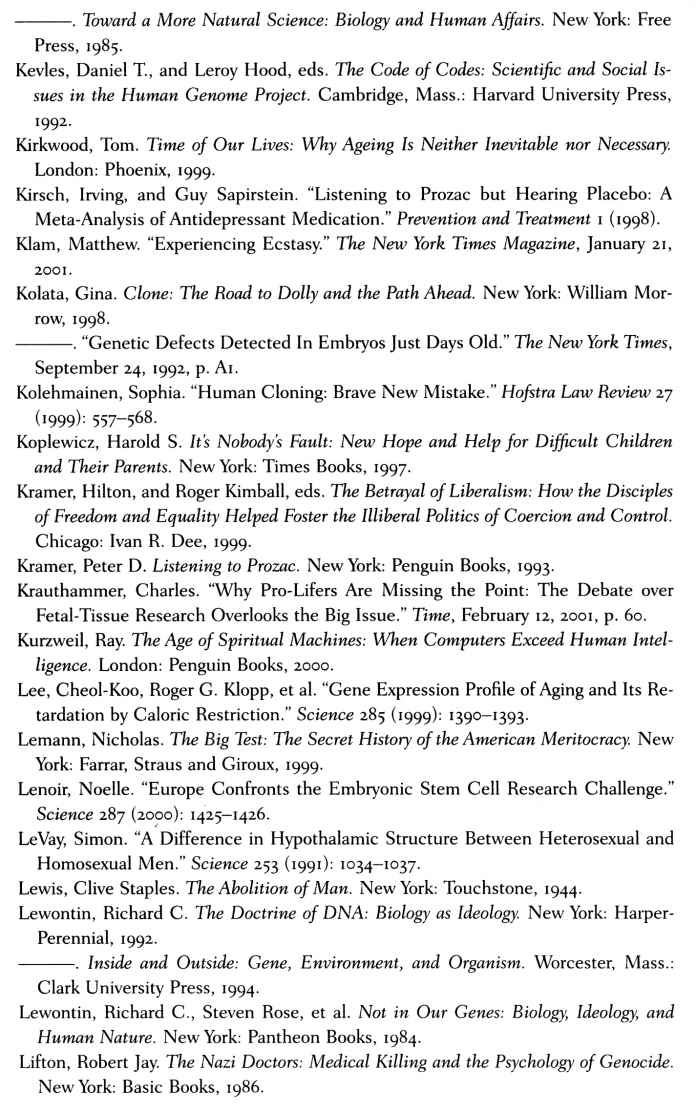 ———. Toward a More Natural Science: Biology and Human Affairs. New York: Free
Press, 1985.
Kevles, Daniel T., and Leroy Hood, eds. The Code of Codes: Scientific and Social Is-
sues in the Human Genome Project. Cambridge, Mass.: Harvard University Press,
1992.
Kirkwood, Tom. Time of Our Lives: Why Ageing Is Neither Inevitable nor Necessary.
London: Phoenix, 1999.
Kirsch, Irving, and Guy Sapirstein. “Listening to Prozac but Hearing Placebo: A
Meta-Analysis of Antidepressant Medication.” Prevention and Treatment 1 (1998).
Klam, Matthew. “Experiencing Ecstasy.” The New York Times Magazine, January 21,
2001.
Kolata, Gina. Clone: The Road to Dolly and the Path Ahead. New York: William Mor-
row, 1998.
———. “Genetic Defects Detected In Embryos Just Days Old.” The New York Times,
September 24, 1992, p. A1.
Kolehmainen, Sophia. “Human Cloning: Brave New Mistake.” Hofstra Law Review 27
(1999): 557–568.
Koplewicz, Harold S. It’s Nobody’s Fault: New Hope and Help for Difficult Children
and Their Parents. New York: Times Books, 1997.
Kramer, Hilton, and Roger Kimball, eds. The Betrayal of Liberalism: How the Disciples
of Freedom and Equality Helped Foster the Illiberal Politics of Coercion and Control.
Chicago: Ivan R. Dee, 1999.
Kramer, Peter D. Listening to Prozac. New York: Penguin Books, 1993.
Krauthammer, Charles. “Why Pro-Lifers Are Missing the Point: The Debate over
Fetal-Tissue Research Overlooks the Big Issue.” Time, February 12, 2001, p. 60.
Kurzweil, Ray. The Age of Spiritual Machines: When Computers Exceed Human Intel-
ligence. London: Penguin Books, 2000.
Lee, Cheol-Koo, Roger G. Klopp, et al. “Gene Expression Profile of Aging and Its Re-
tardation by Caloric Restriction.” Science 285 (1999): 1390–1393.
Lemann, Nicholas. The Big Test: The Secret History of the American Meritocracy. New
York: Farrar, Straus and Giroux, 1999.
Lenoir, Noelle. “Europe Confronts the Embryonic Stem Cell Research Challenge.”
Science 287 (2000): 1425–1426.
LeVay, Simon. “A Difference in Hypothalamic Structure Between Heterosexual and
Homosexual Men.” Science 253 (1991): 1034–1037.
Lewis, Clive Staples. The Abolition of Man. New York: Touchstone, 1944.
Lewontin, Richard C. The Doctrine of DNA: Biology as Ideology. New York: Harper-
Perennial, 1992.
———. Inside and Outside: Gene, Environment, and Organism. Worcester, Mass.:
Clark University Press, 1994.
Lewontin, Richard C., Steven Rose, et al. Not in Our Genes: Biology, Ideology, and
Human Nature. New York: Pantheon Books, 1984.
Lifton, Robert Jay. The Nazi Doctors: Medical Killing and the Psychology of Genocide.
New York: Basic Books, 1986.